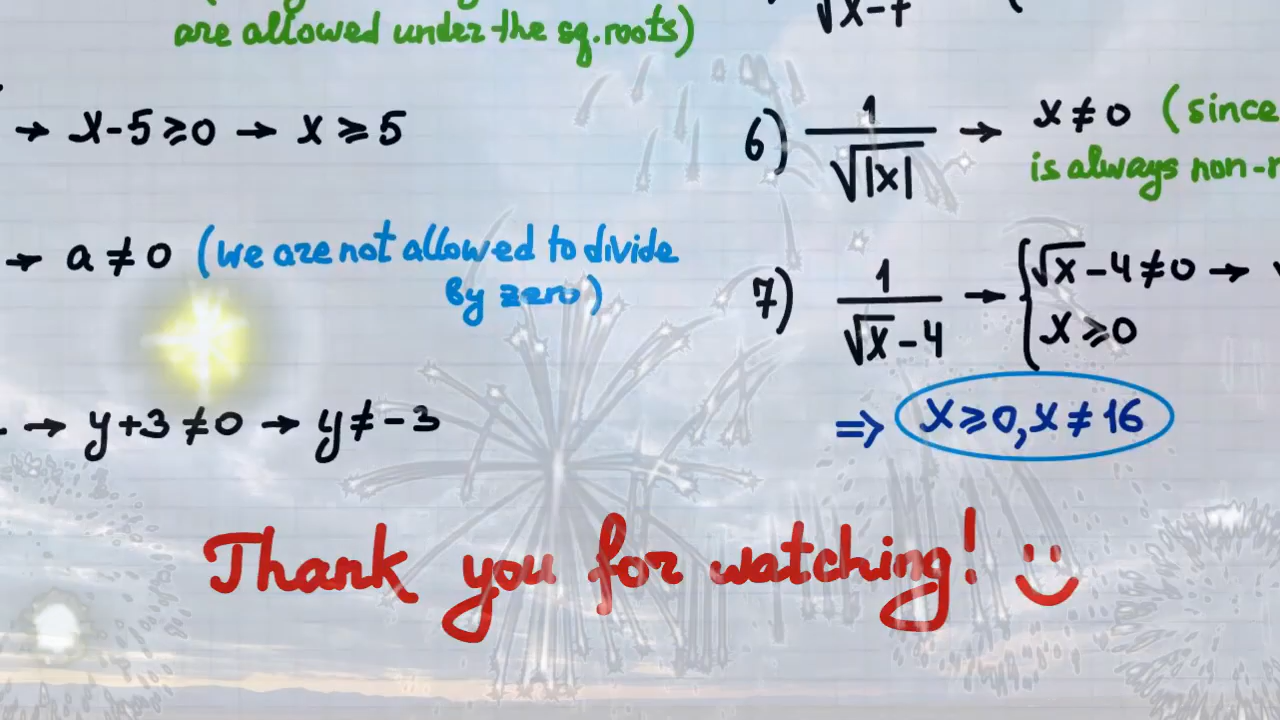 are allowed under the sq. roots)
→ x-5 ≥ 0 → x ≥ 5
→ a ≠ 0 (we are not allowed to divide
by zero)
→ y+3 ≠ 0 → y ≠ -3
6) 1/√|x| → x ≠ 0 (since
is always non-
7) 1/(√x - 4) → { √x - 4 ≠ 0 →
x ≥ 0
⇒ x ≥ 0, x ≠ 16
Thank you for watching! :)